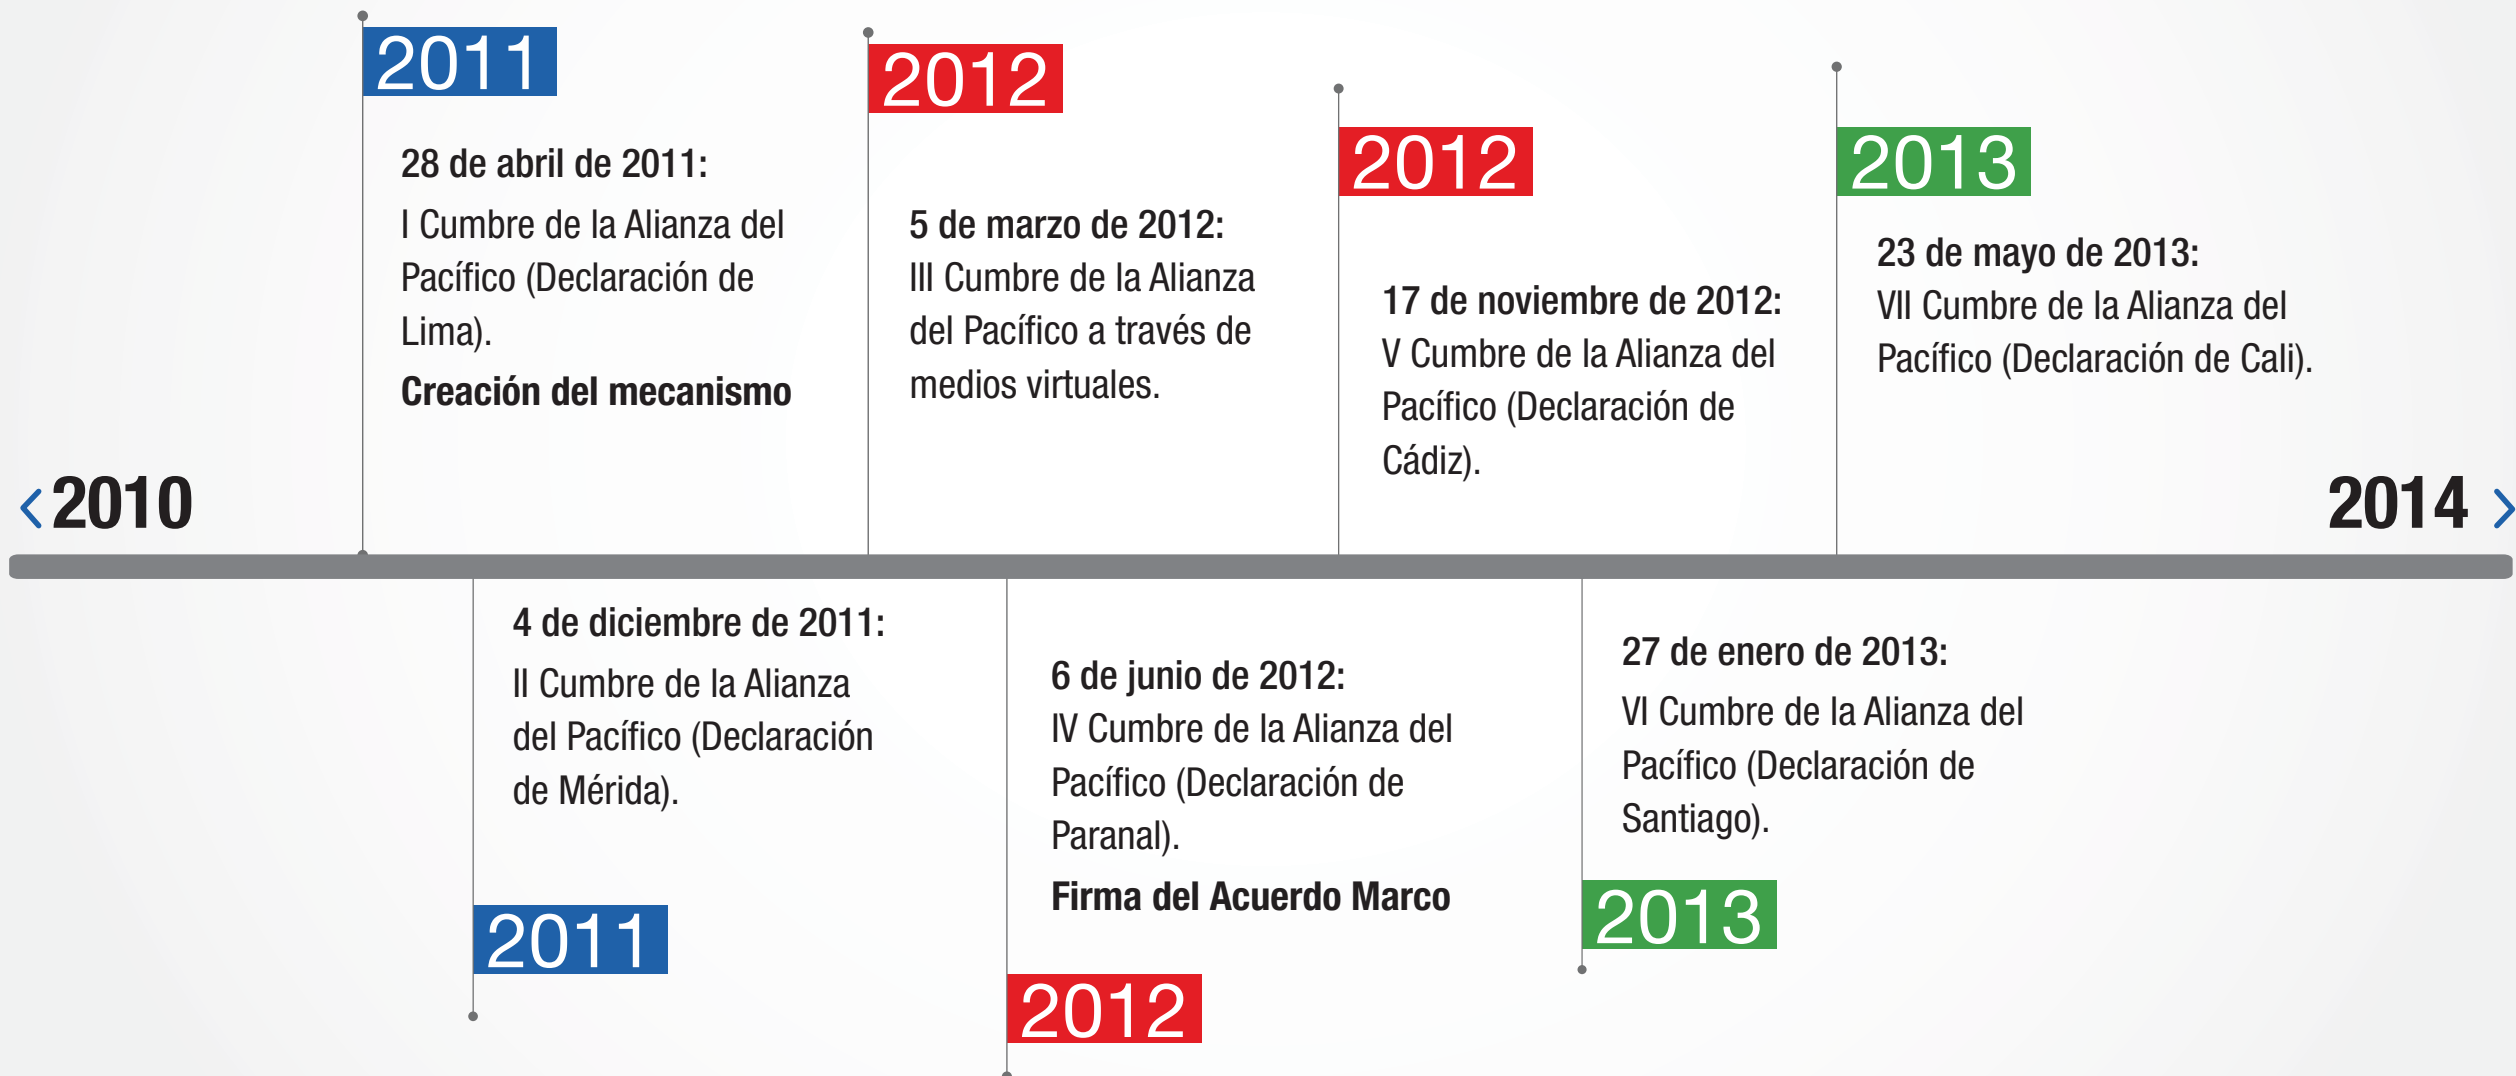 2011
28 de abril de 2011:
I Cumbre de la Alianza del
Pacífico (Declaración de
Lima).
Creación del mecanismo
2012
5 de marzo de 2012:
III Cumbre de la Alianza
del Pacífico a través de
medios virtuales.
2012
17 de noviembre de 2012:
V Cumbre de la Alianza del
Pacífico (Declaración de
Cádiz).
2013
23 de mayo de 2013:
VII Cumbre de la Alianza del
Pacífico (Declaración de Cali).
2010
2014
4 de diciembre de 2011:
II Cumbre de la Alianza
del Pacífico (Declaración
de Mérida).
2011
6 de junio de 2012:
IV Cumbre de la Alianza del
Pacífico (Declaración de
Paranal).
Firma del Acuerdo Marco
2012
27 de enero de 2013:
VI Cumbre de la Alianza del
Pacífico (Declaración de
Santiago).
2013